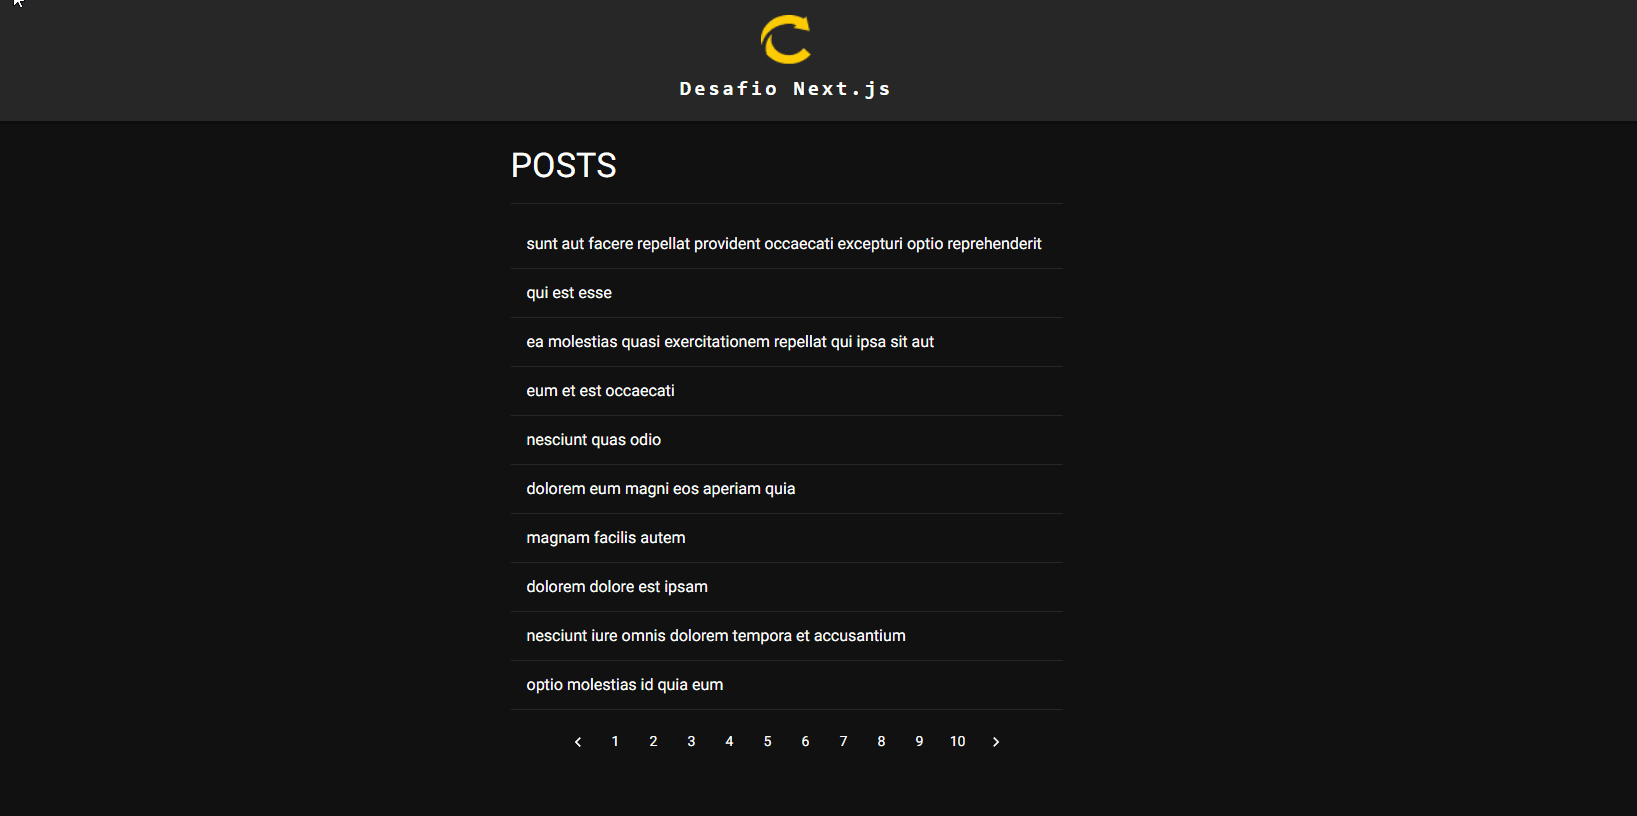 Desafio Next.js
POSTS
sunt aut facere repellat provident occaecati excepturi optio reprehenderit
qui est esse
ea molestias quasi exercitationem repellat qui ipsa sit aut
eum et est occaecati
nesciunt quas odio
dolorem eum magni eos aperiam quia
magnam facilis autem
dolorem dolore est ipsam
nesciunt iure omnis dolorem tempora et accusantium
optio molestias id quia eum
1 2 3 4 5 6 7 8 9 10